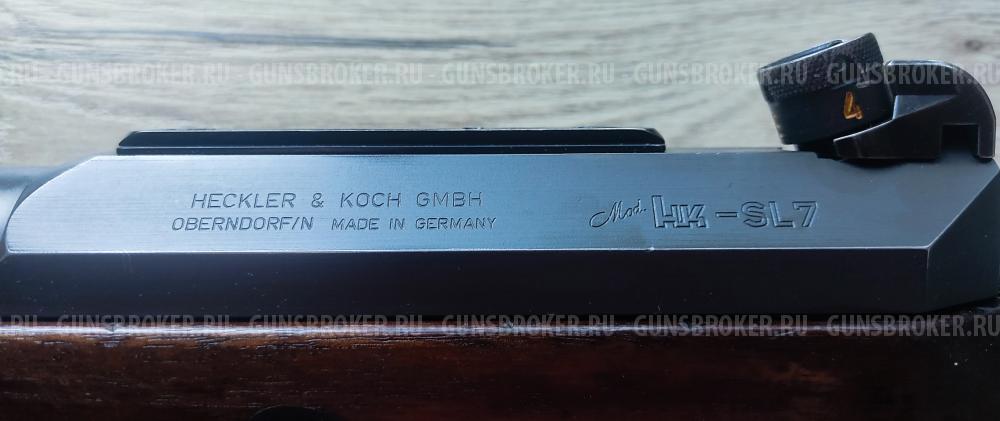 GUNSBROKER.RU - GUNSBROKER.RU - GUNSBROKER.RU - GUNSBROKER.RU - GUNSBROKER.RU
4
HECKLER & KOCH GMBH
OBERNDORF/N MADE IN GERMANY
Mod. HK-SL7
RU - GUNSBROKER.RU - GUNSBROKER.RU - GUNSBROKER.RU - GUNSBROKER.RU - GUNSBROKER.RU